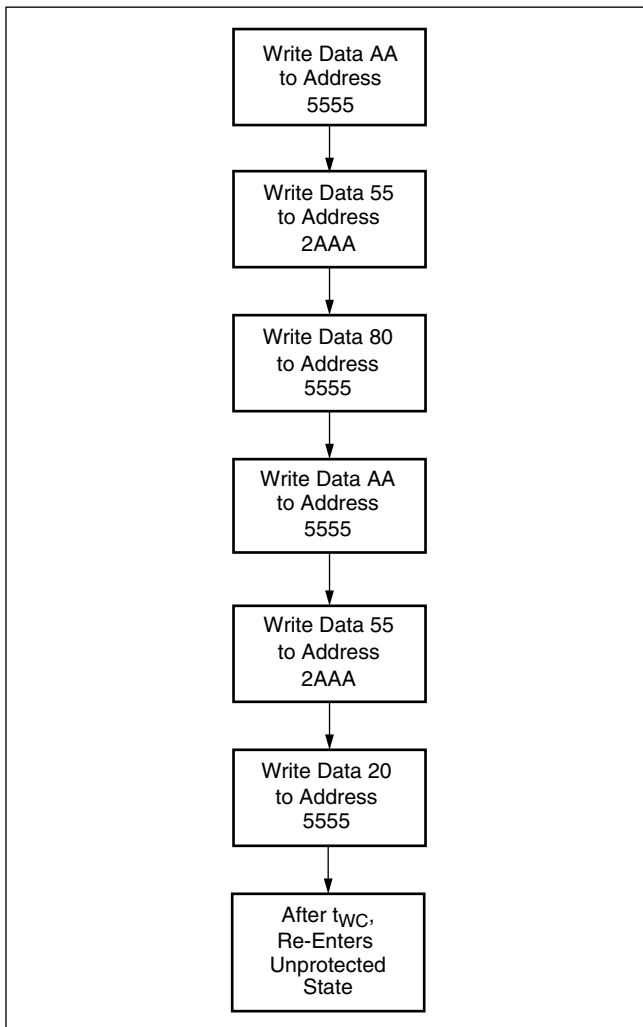 Write Data AA
to Address
5555
Write Data 55
to Address
2AAA
Write Data 80
to Address
5555
Write Data AA
to Address
5555
Write Data 55
to Address
2AAA
Write Data 20
to Address
5555
After tWC,
Re-Enters
Unprotected
State